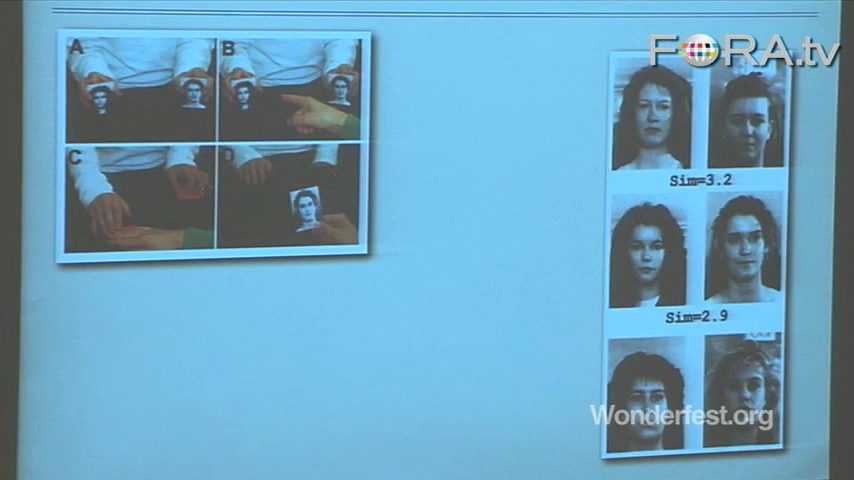 A
B
C
D
FORA.tv
Sim=3.2
Sim=2.9
Wonderfest.org